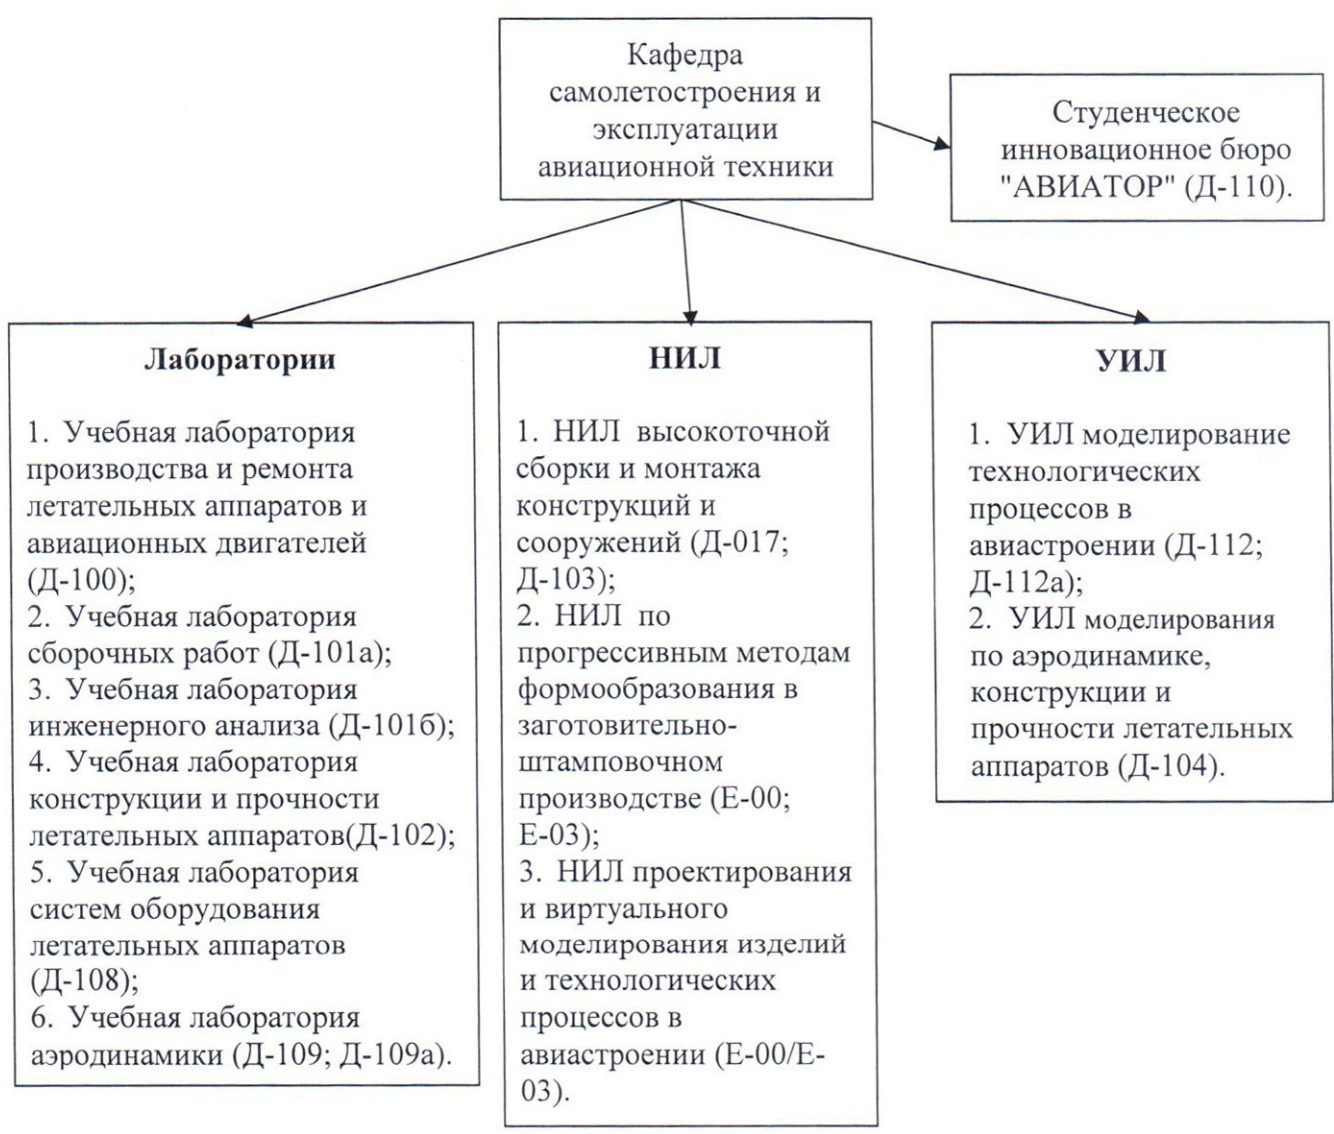 Кафедра
самолетостроения и
эксплуатации
авиационной техники
Студенческое
инновационное бюро
"АВИАТОР" (Д-110).
Лаборатории
1. Учебная лаборатория
производства и ремонта
летательных аппаратов и
авиационных двигателей
(Д-100);
2. Учебная лаборатория
сборочных работ (Д-101а);
3. Учебная лаборатория
инженерного анализа (Д-101б);
4. Учебная лаборатория
конструкции и прочности
летательных аппаратов(Д-102);
5. Учебная лаборатория
систем оборудования
летательных аппаратов
(Д-108);
6. Учебная лаборатория
аэродинамики (Д-109; Д-109а).
НИЛ
1. НИЛ высокоточной
сборки и монтажа
конструкций и
сооружений (Д-017;
Д-103);
2. НИЛ по
прогрессивным методам
формообразования в
заготовительно-
штамповочном
производстве (Е-00;
Е-03);
3. НИЛ проектирования
и виртуального
моделирования изделий
и технологических
процессов в
авиастроении (Е-00/Е-
03).
УИЛ
1. УИЛ моделирование
технологических
процессов в
авиастроении (Д-112;
Д-112а);
2. УИЛ моделирования
по аэродинамике,
конструкции и
прочности летательных
аппаратов (Д-104).